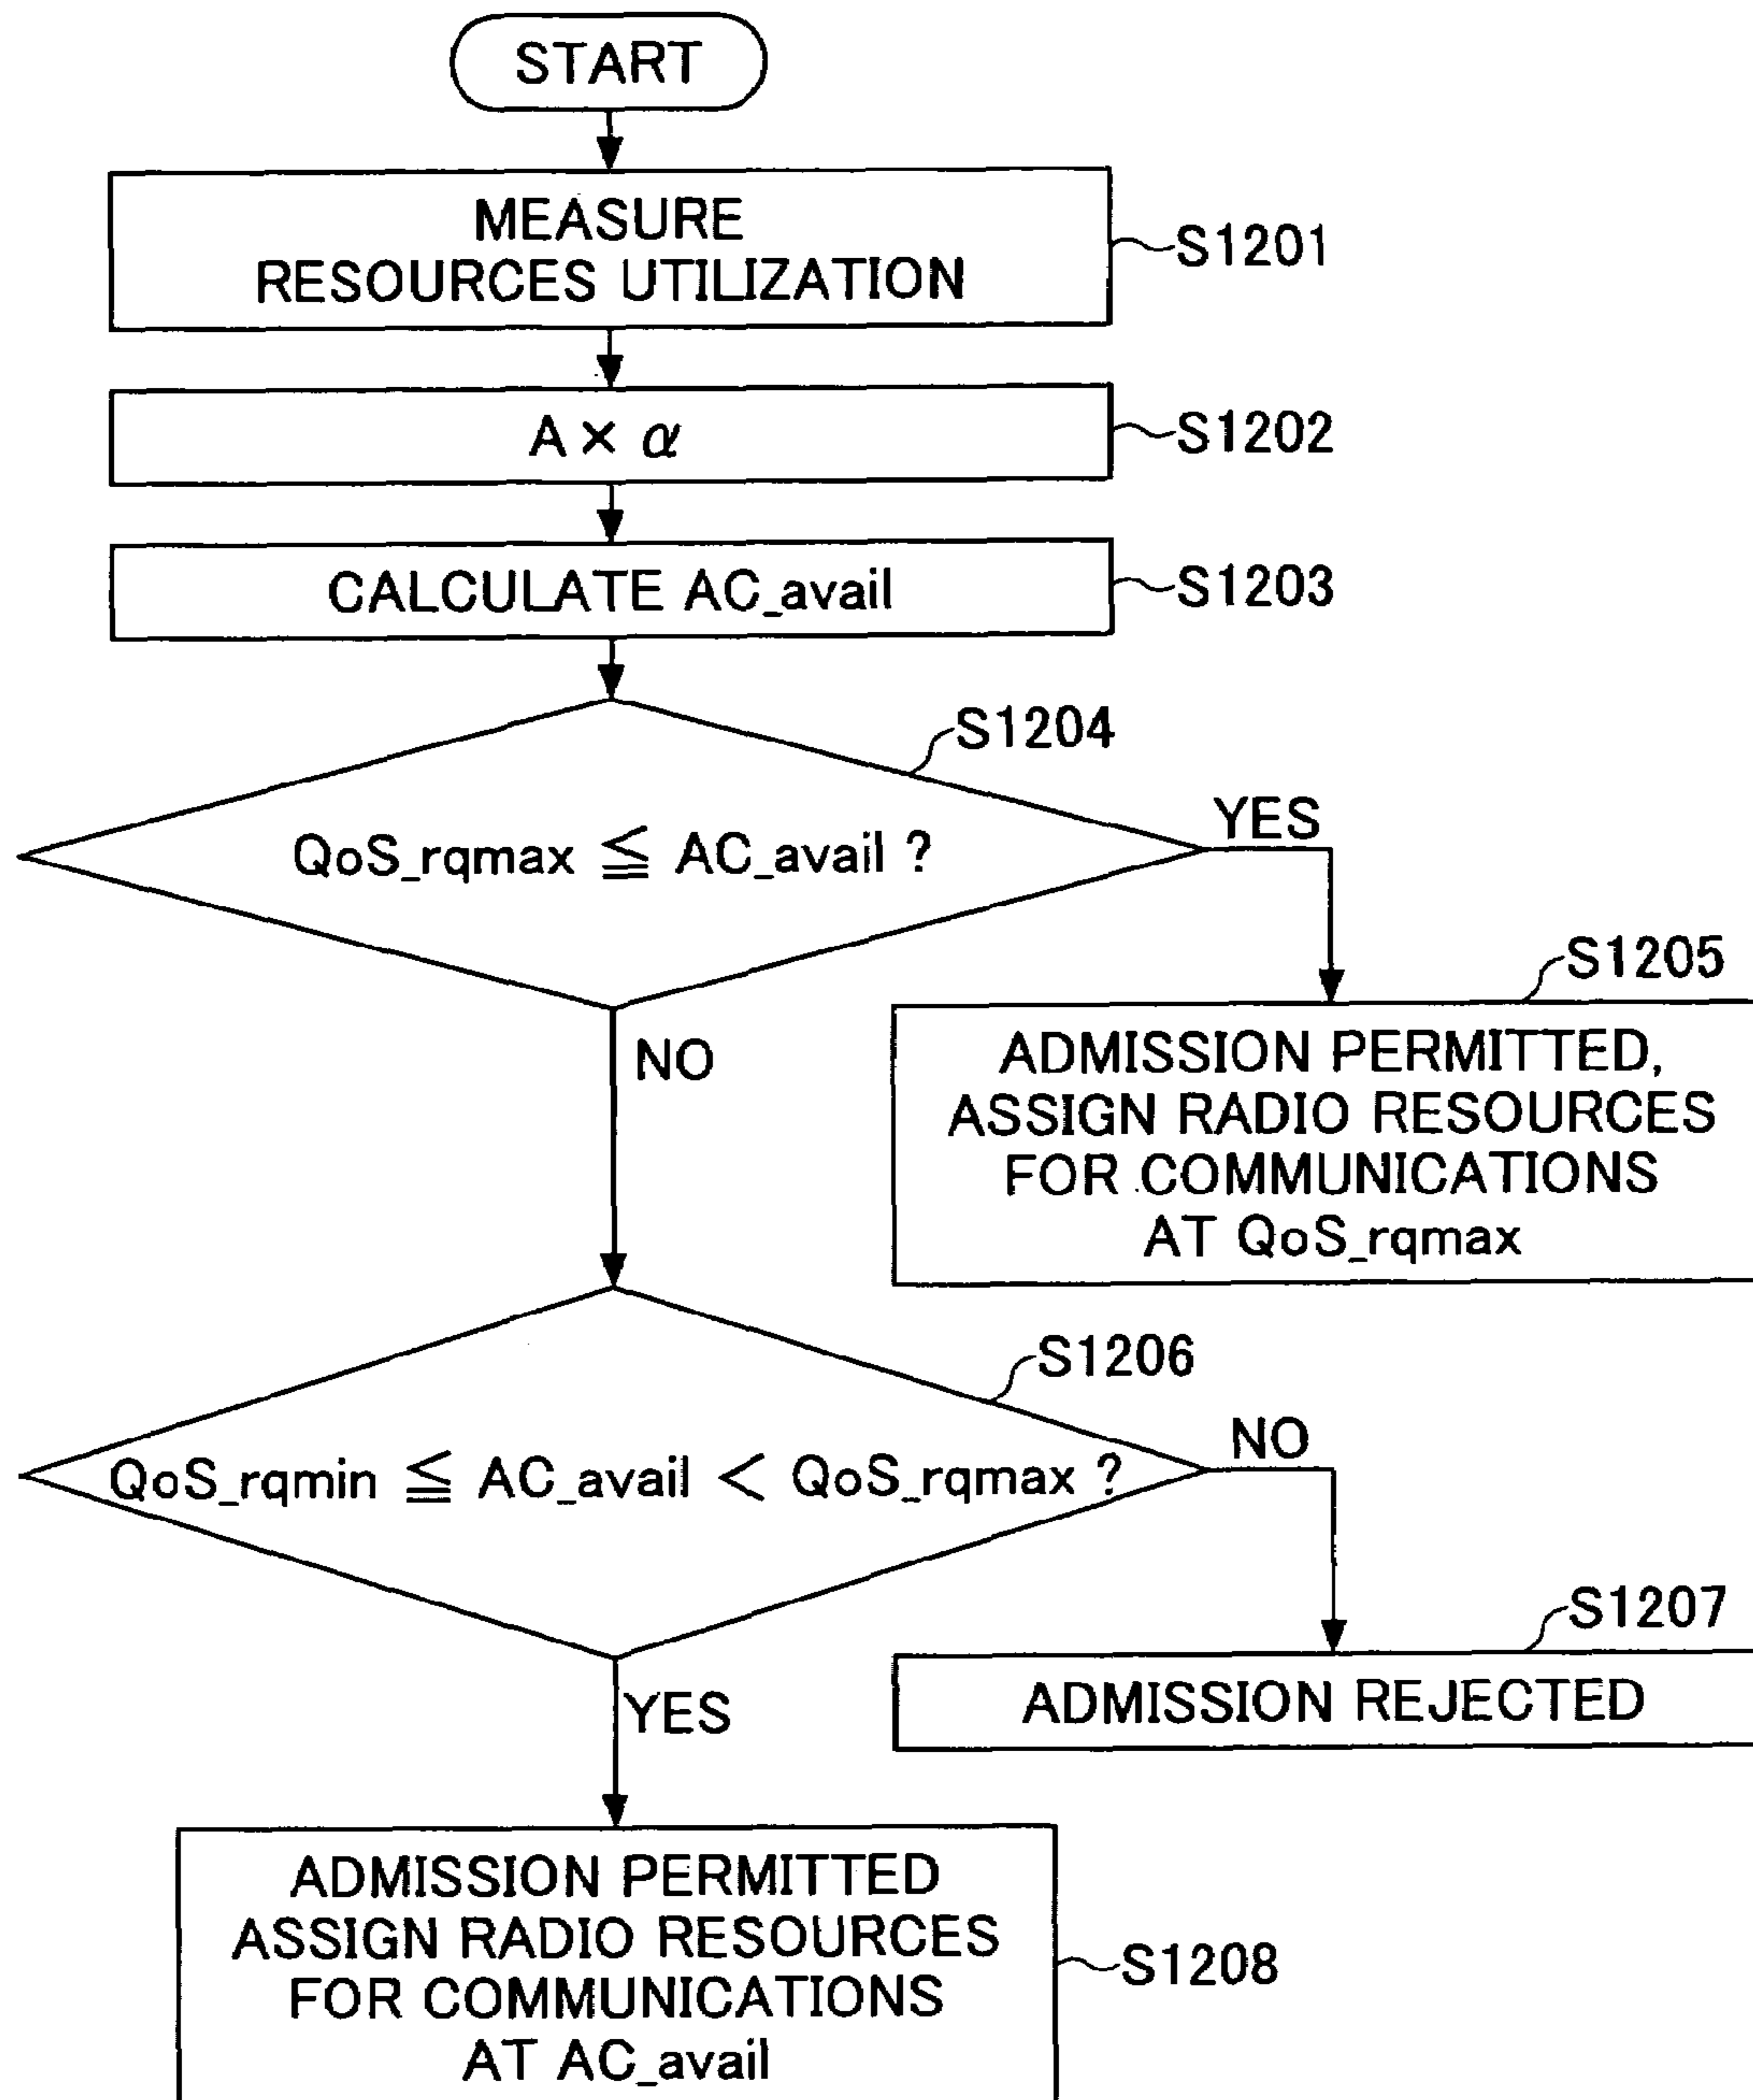 START
MEASURE
RESOURCES UTILIZATION
S1201
A × α
S1202
CALCULATE AC_avail
S1203
S1204
QoS_rqmax ≦ AC_avail ?
YES
NO
S1205
ADMISSION PERMITTED,
ASSIGN RADIO RESOURCES
FOR COMMUNICATIONS
AT QoS_rqmax
S1206
QoS_rqmin ≦ AC_avail < QoS_rqmax ?
NO
YES
S1207
ADMISSION REJECTED
ADMISSION PERMITTED
ASSIGN RADIO RESOURCES
FOR COMMUNICATIONS
AT AC_avail
S1208